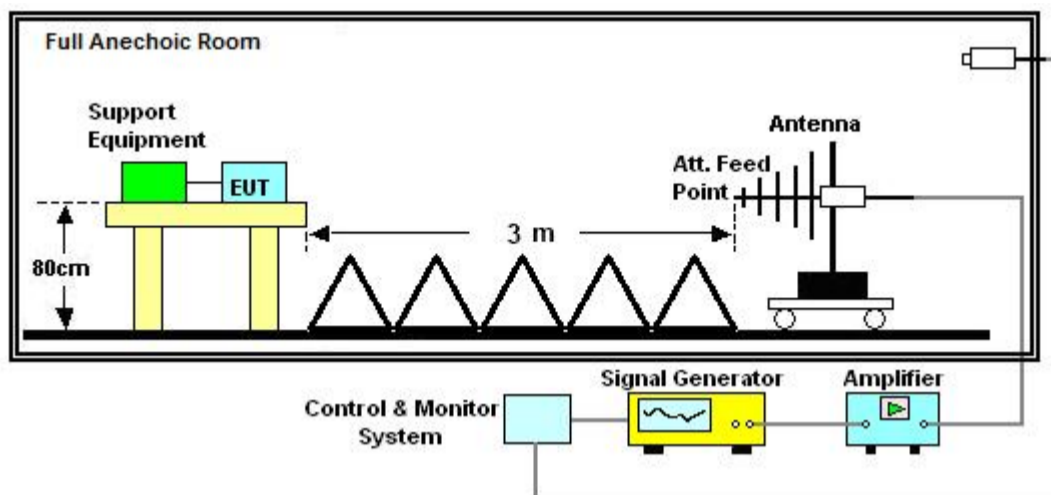 Full Anechoic Room
Support
Equipment
Antenna
Att. Feed
Point
EUT
3 m
80cm
Signal Generator
Amplifier
Control & Monitor
System